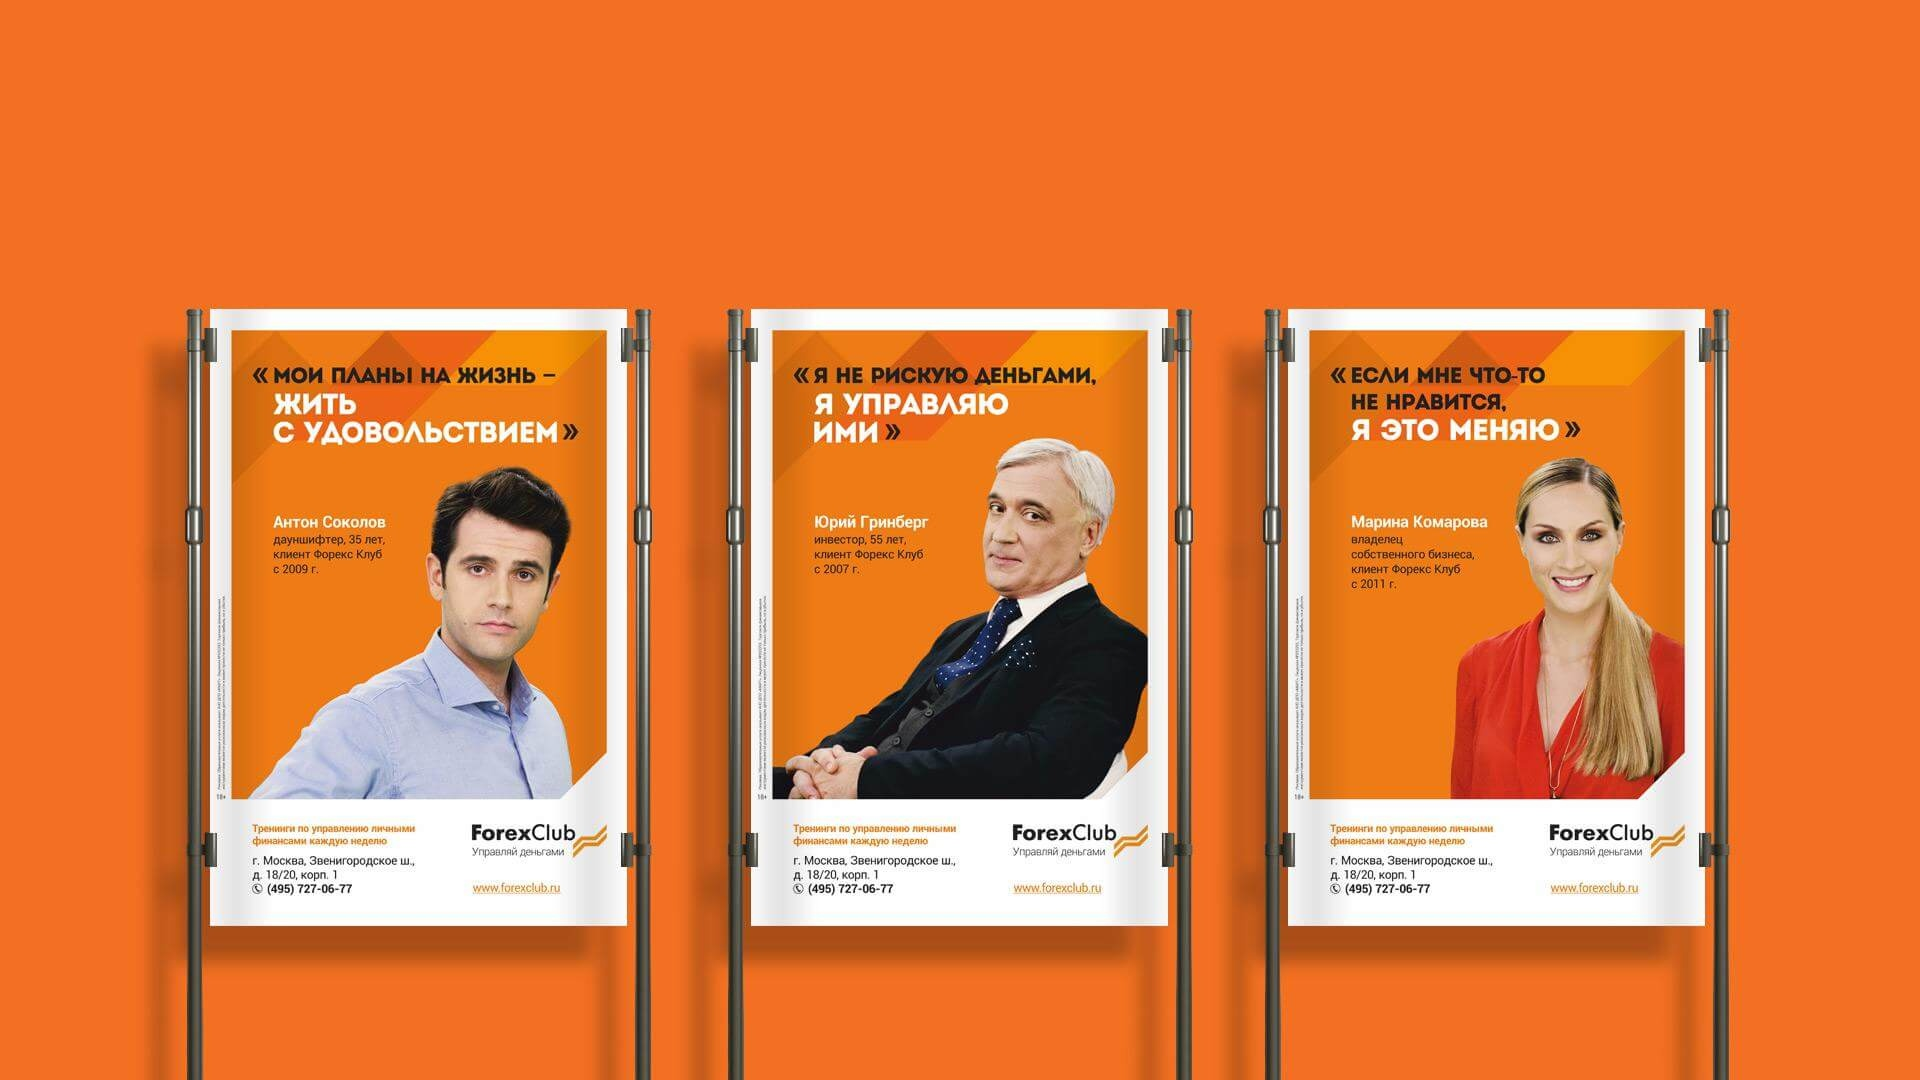 « МОИ ПЛАНЫ НА ЖИЗНЬ –
ЖИТЬ
С УДОВОЛЬСТВИЕМ »
Антон Соколов
дауншифтер, 35 лет,
клиент Форекс Клуб
с 2009 г.
18+
Тренинги по управлению личными
финансами каждую неделю
г. Москва, Звенигородское ш.,
д. 18/20, корп. 1
(495) 727-06-77
ForexClub
Управляй деньгами
www.forexclub.ru
« Я НЕ РИСКУЮ ДЕНЬГАМИ,
Я УПРАВЛЯЮ
ИМИ »
Юрий Гринберг
инвестор, 55 лет,
клиент Форекс Клуб
с 2007 г.
18+
Тренинги по управлению личными
финансами каждую неделю
г. Москва, Звенигородское ш.,
д. 18/20, корп. 1
(495) 727-06-77
ForexClub
Управляй деньгами
www.forexclub.ru
« ЕСЛИ МНЕ ЧТО-ТО
НЕ НРАВИТСЯ,
Я ЭТО МЕНЯЮ »
Марина Комарова
владелец
собственного бизнеса,
клиент Форекс Клуб
с 2011 г.
18+
Тренинги по управлению личными
финансами каждую неделю
г. Москва, Звенигородское ш.,
д. 18/20, корп. 1
(495) 727-06-77
ForexClub
Управляй деньгами
www.forexclub.ru